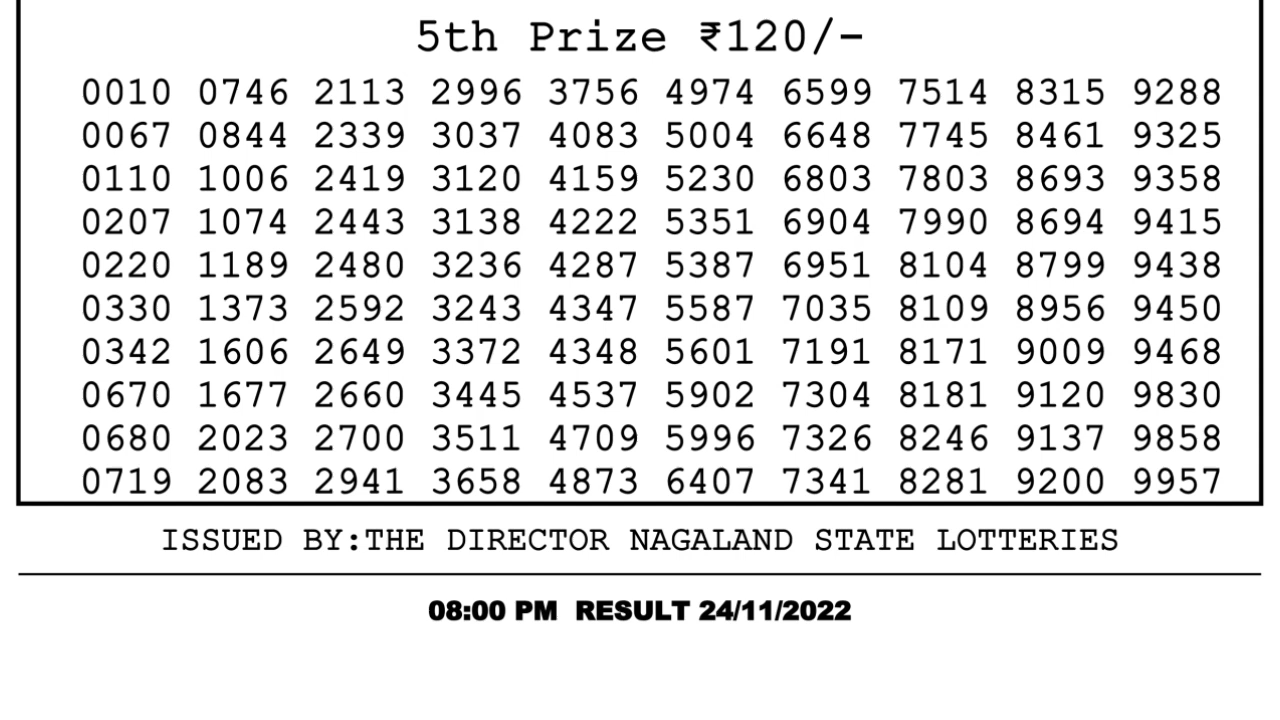 5th Prize ₹120/-
0010 0746 2113 2996 3756 4974 6599 7514 8315 9288
0067 0844 2339 3037 4083 5004 6648 7745 8461 9325
0110 1006 2419 3120 4159 5230 6803 7803 8693 9358
0207 1074 2443 3138 4222 5351 6904 7990 8694 9415
0220 1189 2480 3236 4287 5387 6951 8104 8799 9438
0330 1373 2592 3243 4347 5587 7035 8109 8956 9450
0342 1606 2649 3372 4348 5601 7191 8171 9009 9468
0670 1677 2660 3445 4537 5902 7304 8181 9120 9830
0680 2023 2700 3511 4709 5996 7326 8246 9137 9858
0719 2083 2941 3658 4873 6407 7341 8281 9200 9957
ISSUED BY:THE DIRECTOR NAGALAND STATE LOTTERIES
08:00 PM RESULT 24/11/2022